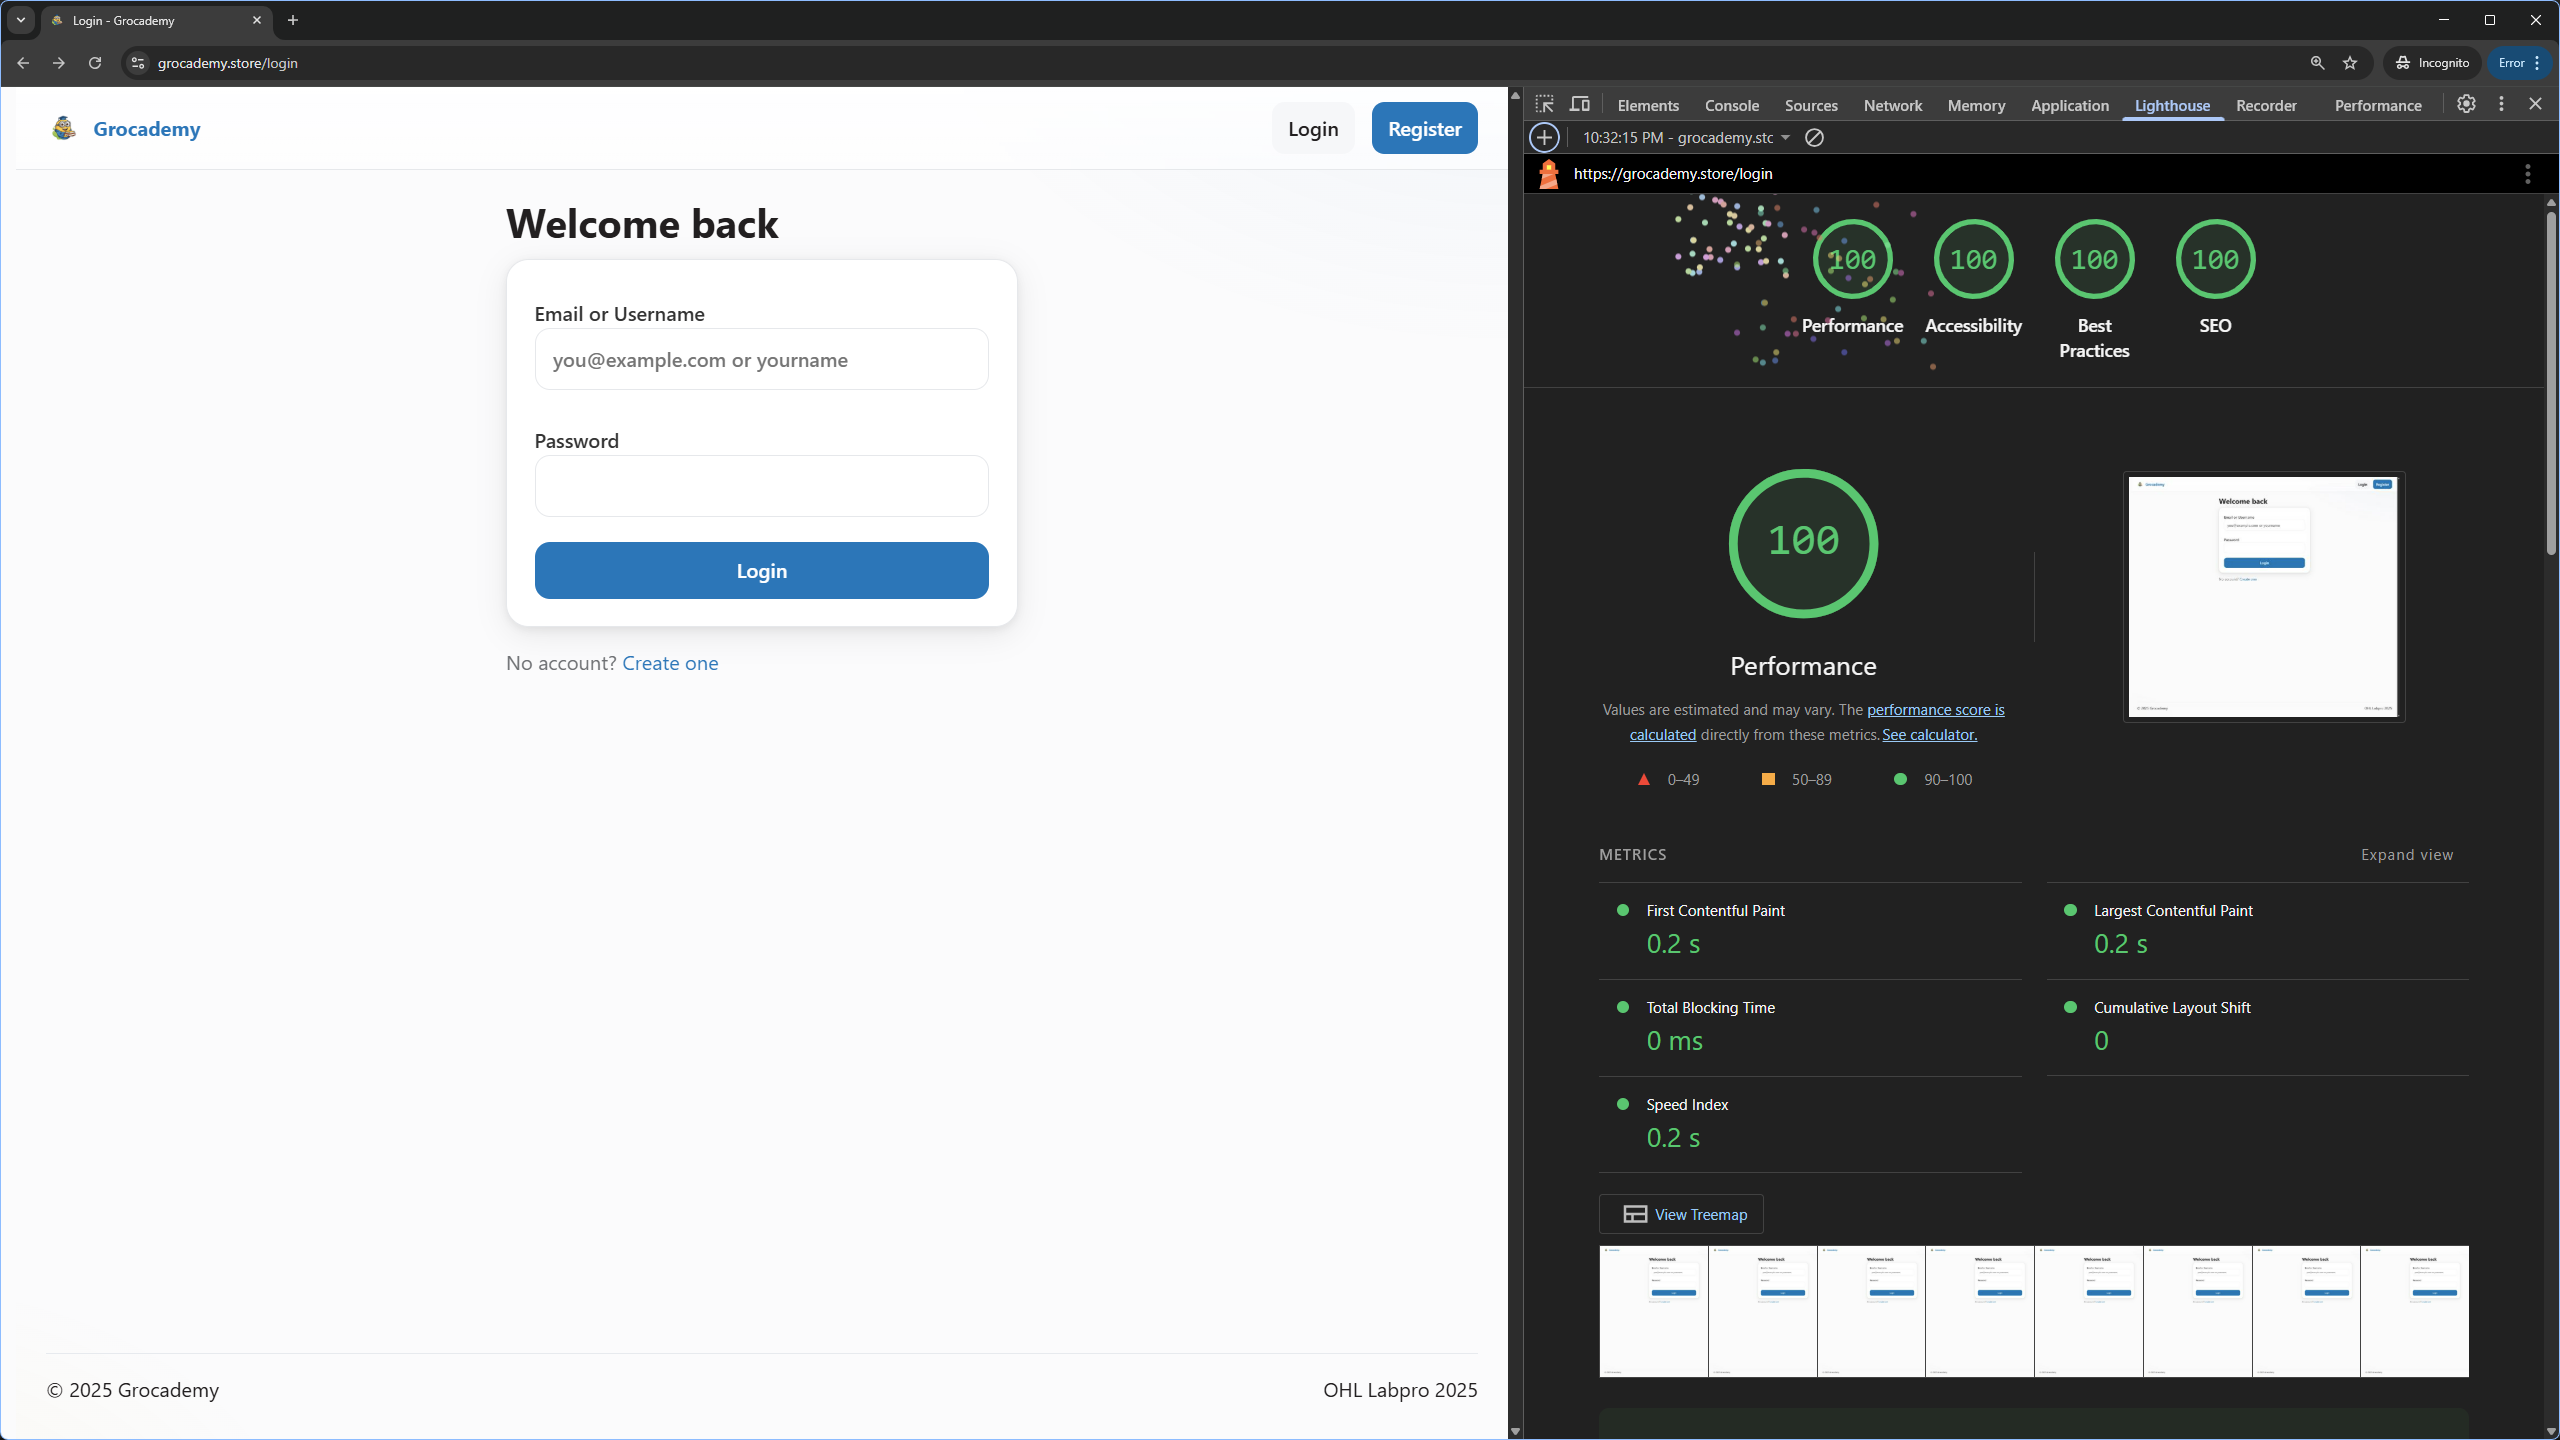 Login - Grocademy
grocademy.store/login
Incognito
Error
Grocademy
Login
Register
Welcome back
Email or Username
you@example.com or yourname
Password
Login
No account? Create one
© 2025 Grocademy
OHL Labpro 2025
Elements
Console
Sources
Network
Memory
Application
Lighthouse
Recorder
Performance
10:32:15 PM - grocademy.stc
https://grocademy.store/login
100
Performance
100
Accessibility
100
Best
Practices
100
SEO
100
Performance
Values are estimated and may vary. The performance score is
calculated directly from these metrics. See calculator.
0–49
50–89
90–100
METRICS
Expand view
First Contentful Paint
0.2 s
Largest Contentful Paint
0.2 s
Total Blocking Time
0 ms
Cumulative Layout Shift
0
Speed Index
0.2 s
View Treemap